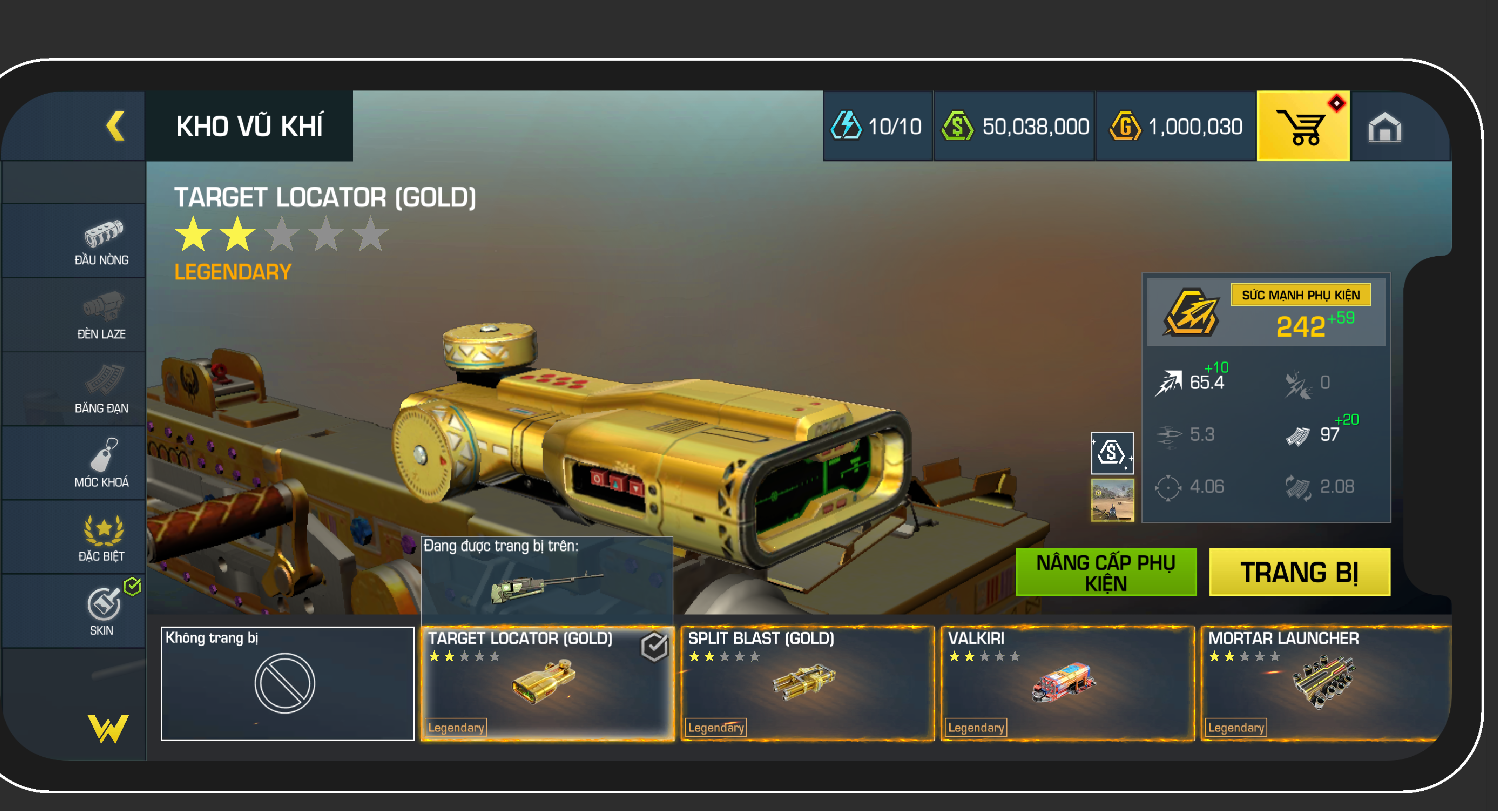 KHO VŨ KHÍ
10/10
50,038,000
1,000,030
TARGET LOCATOR (GOLD)
LEGENDARY
ĐẦU NÒNG
ĐÈN LAZE
BĂNG ĐẠN
MÓC KHOÁ
ĐẶC BIỆT
SKIN
SỨC MẠNH PHỤ KIỆN
242 +59
+10
65.4
0
5.3
+20
97
4.06
2.08
NÂNG CẤP PHỤ
KIỆN
TRANG BỊ
Đang được trang bị trên:
Không trang bị
TARGET LOCATOR (GOLD)
Legendary
SPLIT BLAST (GOLD)
Legendary
VALKIRI
Legendary
MORTAR LAUNCHER
Legendary